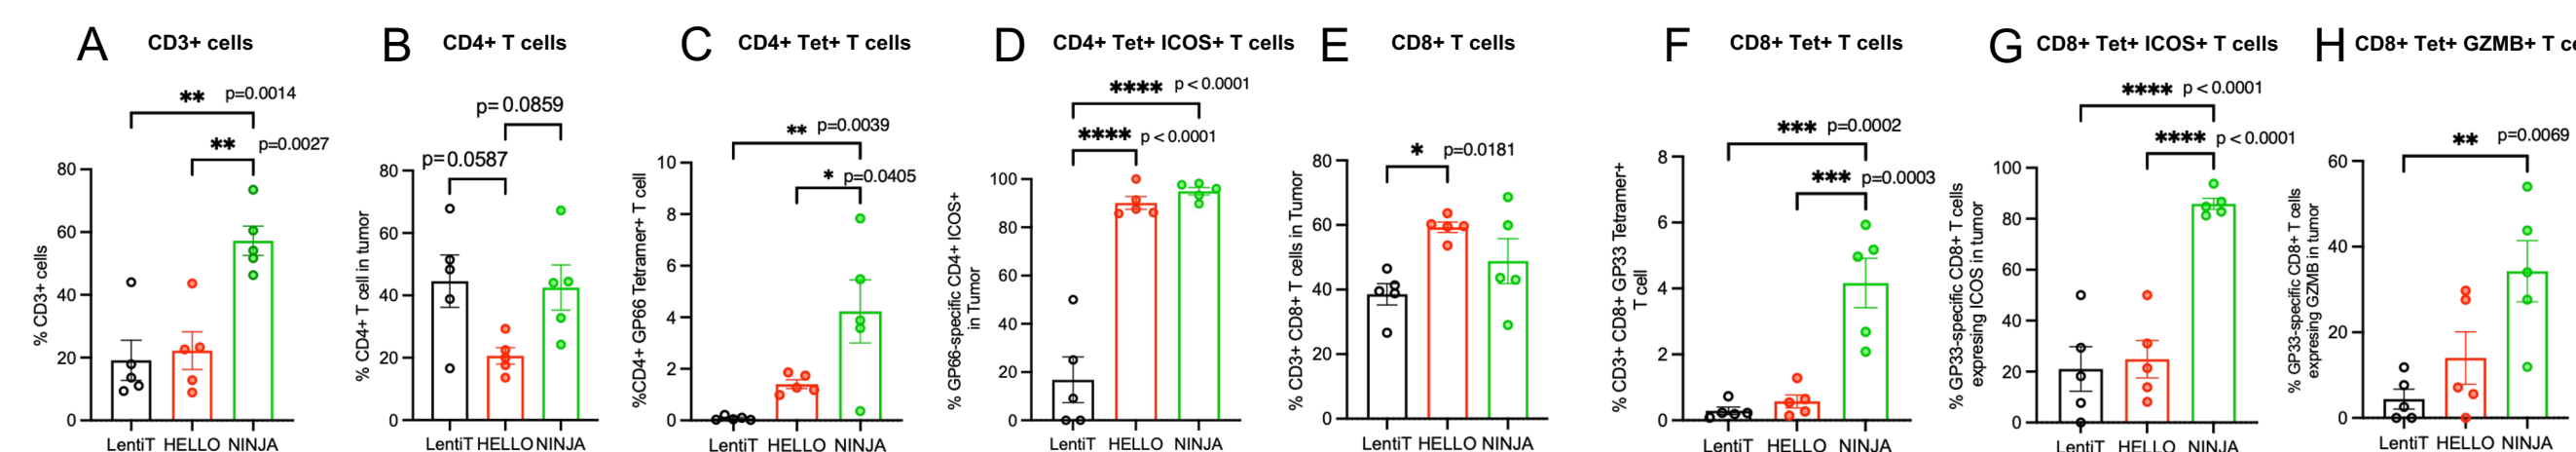 A CD3+ cells
** p=0.0014
** p=0.0027
% CD3+ cells
80
60
40
20
0
LentiT HELLO NINJA
B CD4+ T cells
p= 0.0859
p=0.0587
% CD4+ T cell in tumor
80
60
40
20
0
LentiT HELLO NINJA
C CD4+ Tet+ T cells
** p=0.0039
* p=0.0405
%CD4+ GP66 Tetramer+ T cell
10
8
6
4
2
0
LentiT HELLO NINJA
D CD4+ Tet+ ICOS+ T cells
**** p < 0.0001
**** p < 0.0001
% GP66-specific CD4+ ICOS+
in Tumor
100
80
60
40
20
0
LentiT HELLO NINJA
E CD8+ T cells
* p=0.0181
% CD3+ CD8+ T cells in Tumor
80
60
40
20
0
LentiT HELLO NINJA
F CD8+ Tet+ T cells
*** p=0.0002
*** p=0.0003
% CD3+ CD8+ GP33 Tetramer+
T cell
8
6
4
2
0
LentiT HELLO NINJA
G CD8+ Tet+ ICOS+ T cells
**** p < 0.0001
**** p < 0.0001
% GP33-specific CD8+ T cells
expresing ICOS in tumor
100
80
60
40
20
0
LentiT HELLO NINJA
H CD8+ Tet+ GZMB+ T ce
** p=0.0069
% GP33-specific CD8+ T cells
expresing GZMB in tumor
60
40
20
0
LentiT HELLO NINJA